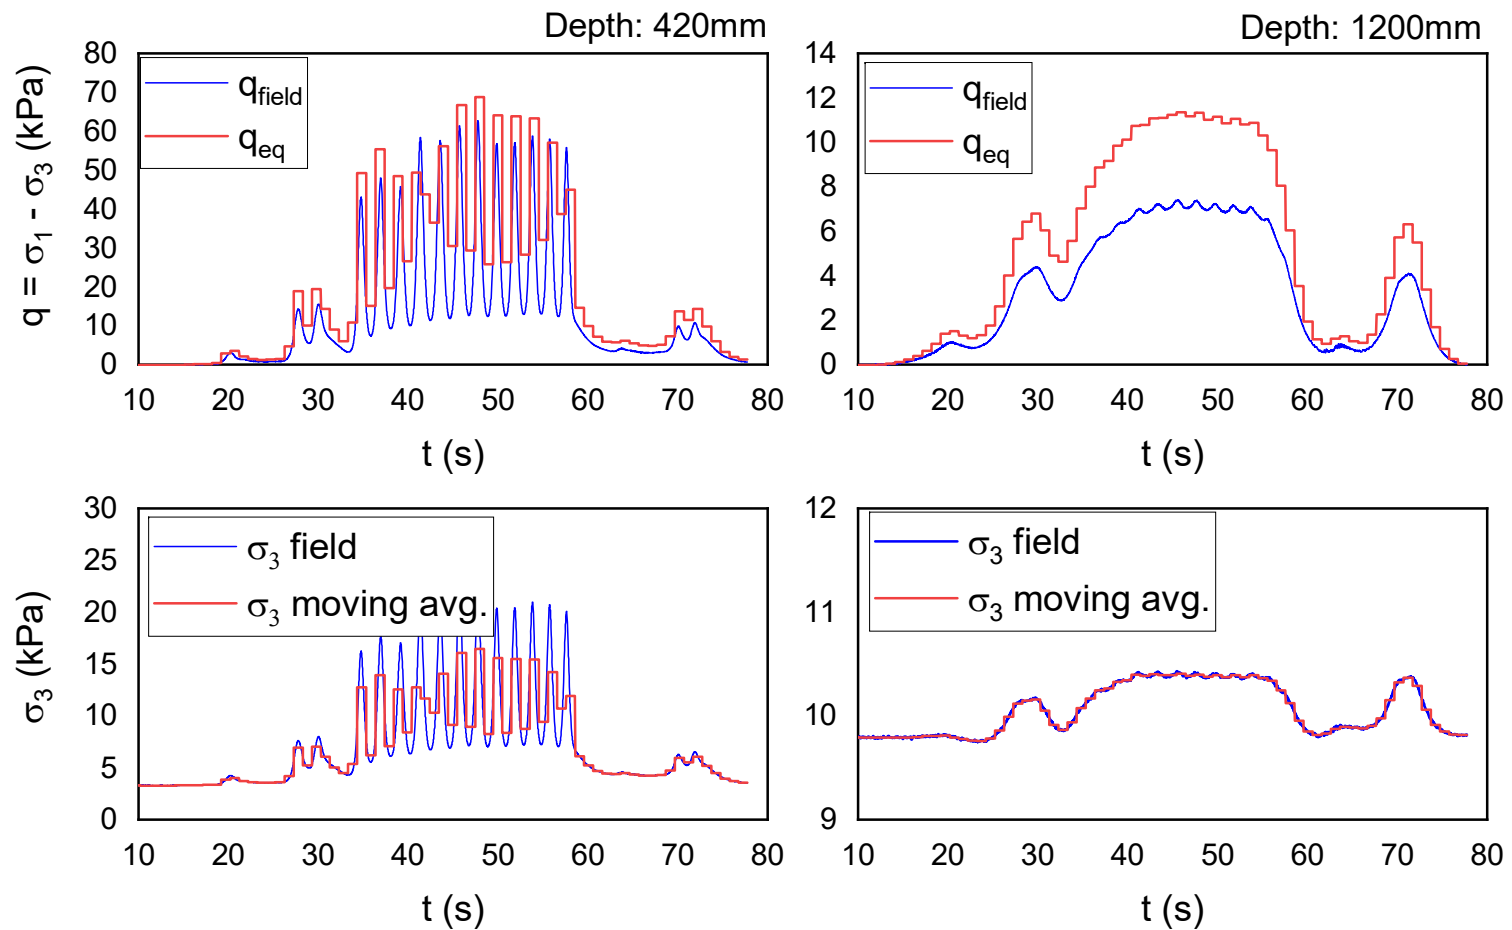 Depth: 420mm
Depth: 1200mm
q = σ₁ - σ₃ (kPa)
80
70
60
50
40
30
20
10
0
q_field
q_eq
10 20 30 40 50 60 70 80
t (s)
14
12
10
8
6
4
2
0
q_field
q_eq
10 20 30 40 50 60 70 80
t (s)
σ₃ (kPa)
30
25
20
15
10
5
0
σ₃ field
σ₃ moving avg.
10 20 30 40 50 60 70 80
t (s)
12
11
10
9
σ₃ field
σ₃ moving avg.
10 20 30 40 50 60 70 80
t (s)